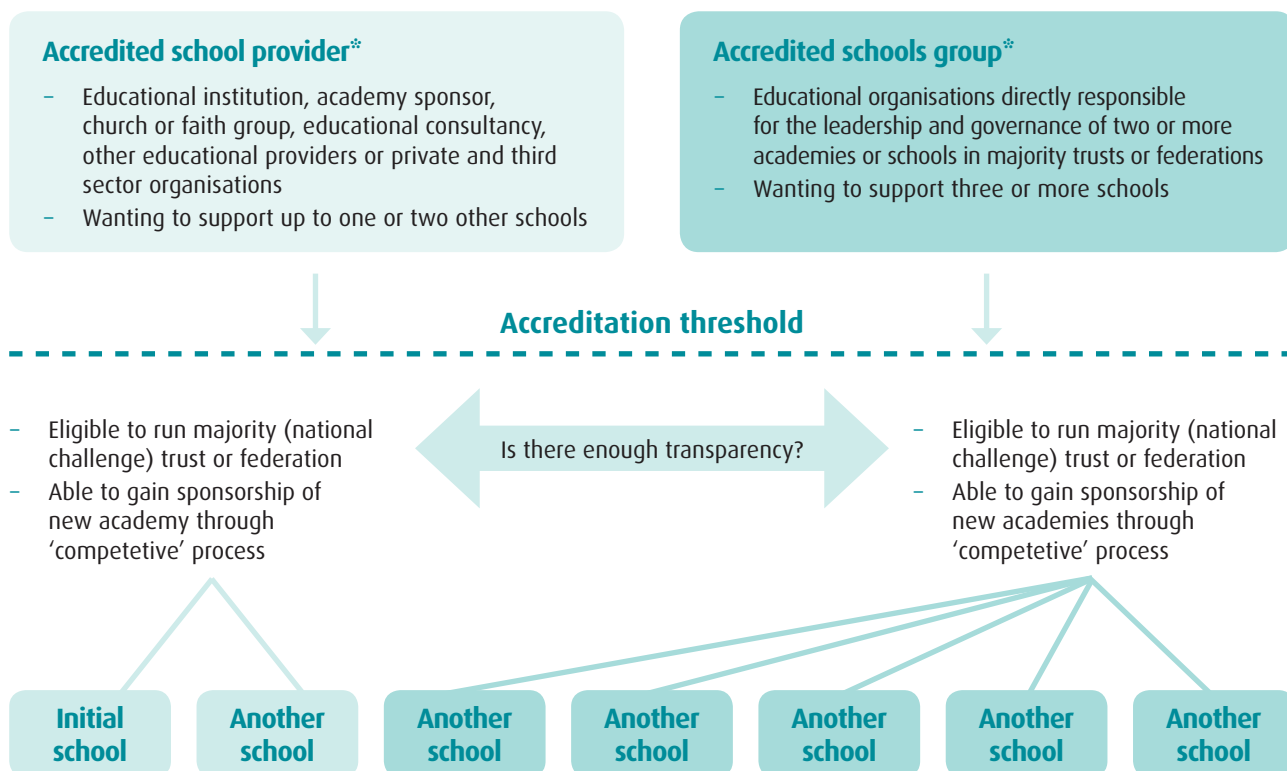 Accredited school provider*
– Educational institution, academy sponsor,
church or faith group, educational consultancy,
other educational providers or private and third
sector organisations
– Wanting to support up to one or two other schools
Accredited schools group*
– Educational organisations directly responsible
for the leadership and governance of two or more
academies or schools in majority trusts or federations
– Wanting to support three or more schools
Accreditation threshold
– Eligible to run majority (national
challenge) trust or federation
– Able to gain sponsorship of
new academy through
‘competetive’ process
Is there enough transparency?
– Eligible to run majority (national
challenge) trust or federation
– Able to gain sponsorship of
new academies through
‘competetive’ process
Initial
school
Another
school
Another
school
Another
school
Another
school
Another
school
Another
school